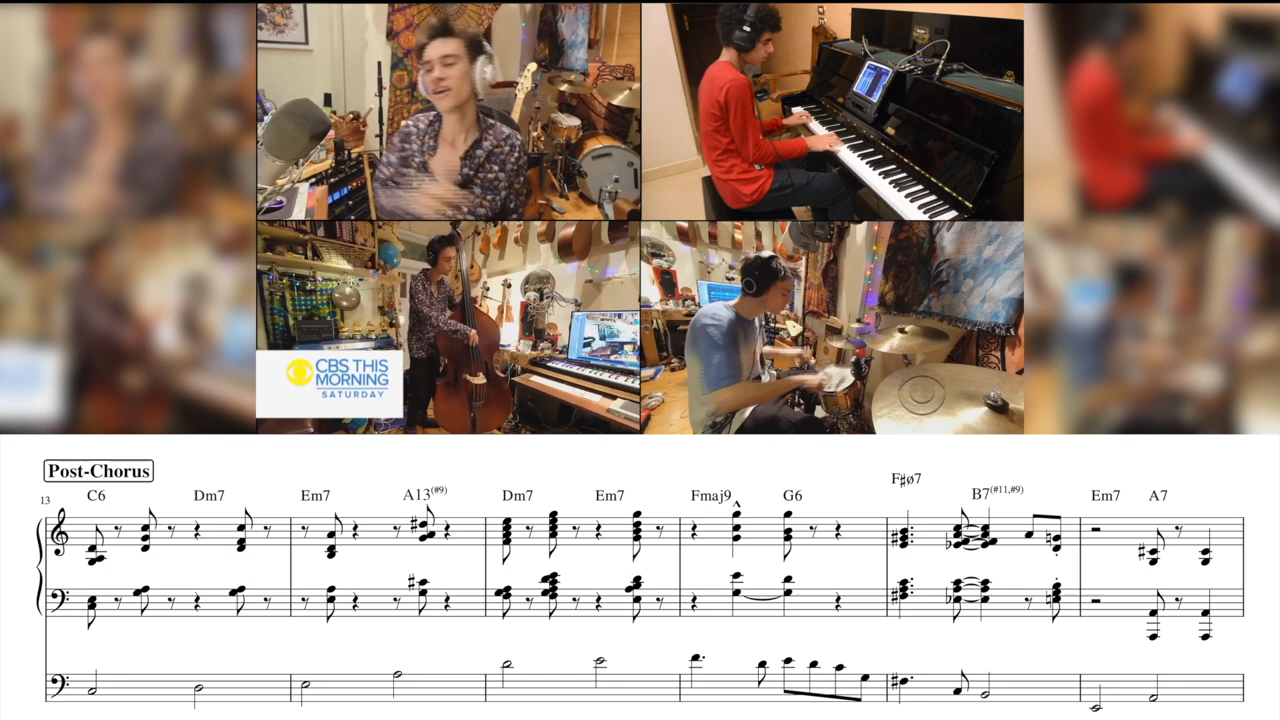 CBS THIS
MORNING
SATURDAY
Post-Chorus
13
C6 Dm7 Em7 A13(#9) Dm7 Em7 Fmaj9 G6 F#ø7 B7(#11,#9) Em7 A7